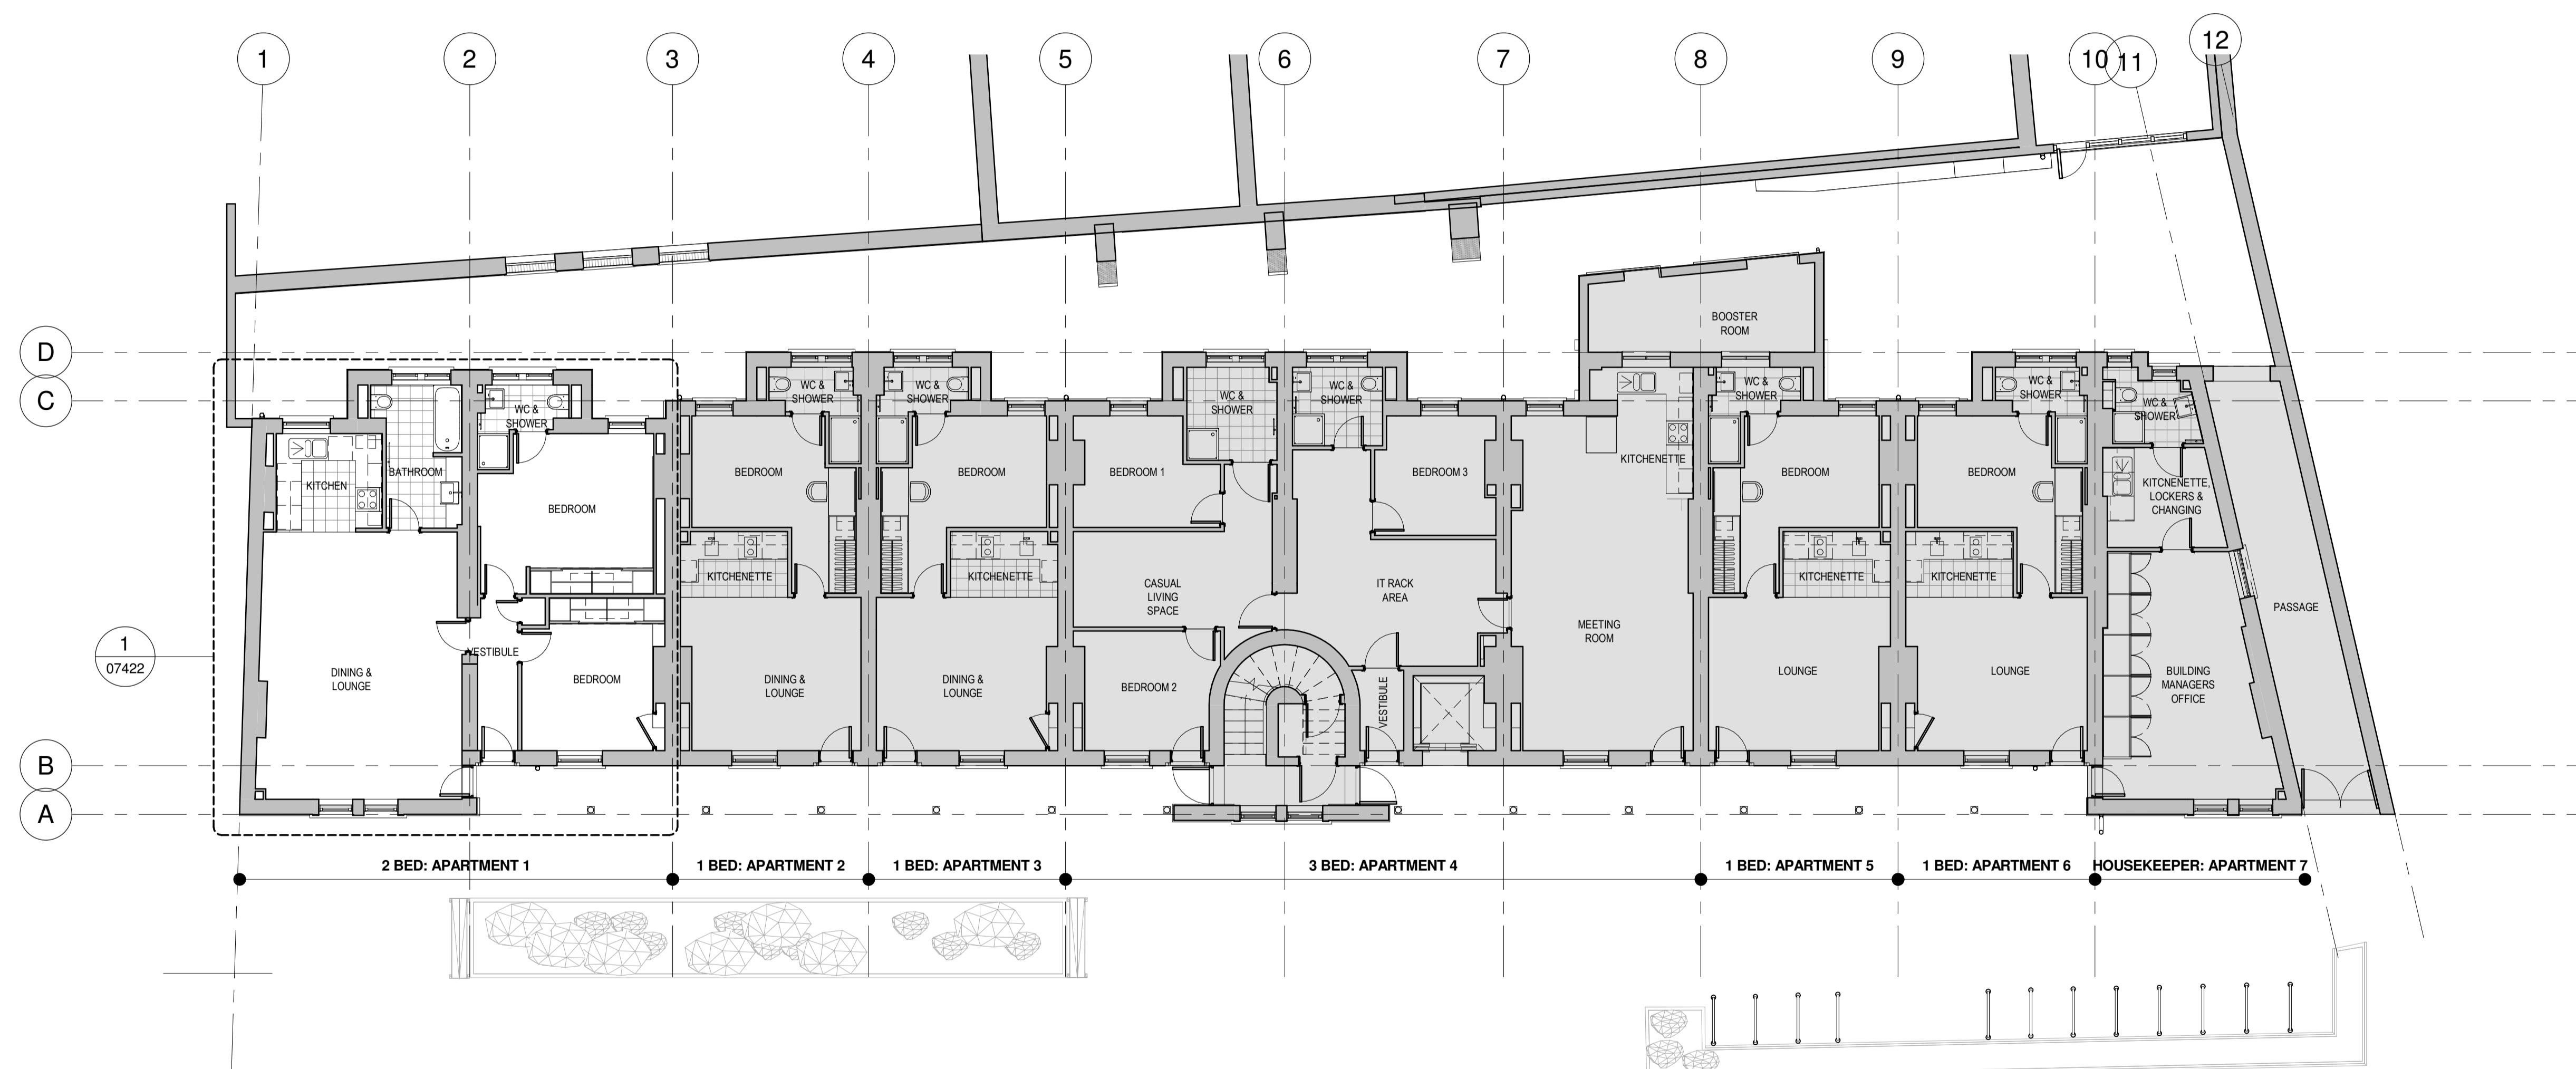 1
2
3
4
5
6
7
8
9
10
11
12
D
C
B
A
1
07422
BOOSTER
ROOM
WC &
SHOWER
WC &
SHOWER
WC &
SHOWER
WC &
SHOWER
WC &
SHOWER
WC &
SHOWER
WC &
SHOWER
WC &
SHOWER
KITCHEN
BATHROOM
BEDROOM
BEDROOM
BEDROOM
BEDROOM 1
BEDROOM 3
KITCHENETTE
BEDROOM
BEDROOM
KITCNENETTE,
LOCKERS &
CHANGING
KITCHENETTE
KITCHENETTE
CASUAL
LIVING
SPACE
IT RACK
AREA
KITCHENETTE
KITCHENETTE
PASSAGE
MEETING
ROOM
VESTIBULE
DINING &
LOUNGE
BEDROOM
DINING &
LOUNGE
DINING &
LOUNGE
BEDROOM 2
VESTIBULE
LOUNGE
LOUNGE
BUILDING
MANAGERS
OFFICE
2 BED: APARTMENT 1
1 BED: APARTMENT 2
1 BED: APARTMENT 3
3 BED: APARTMENT 4
1 BED: APARTMENT 5
1 BED: APARTMENT 6
HOUSEKEEPER: APARTMENT 7